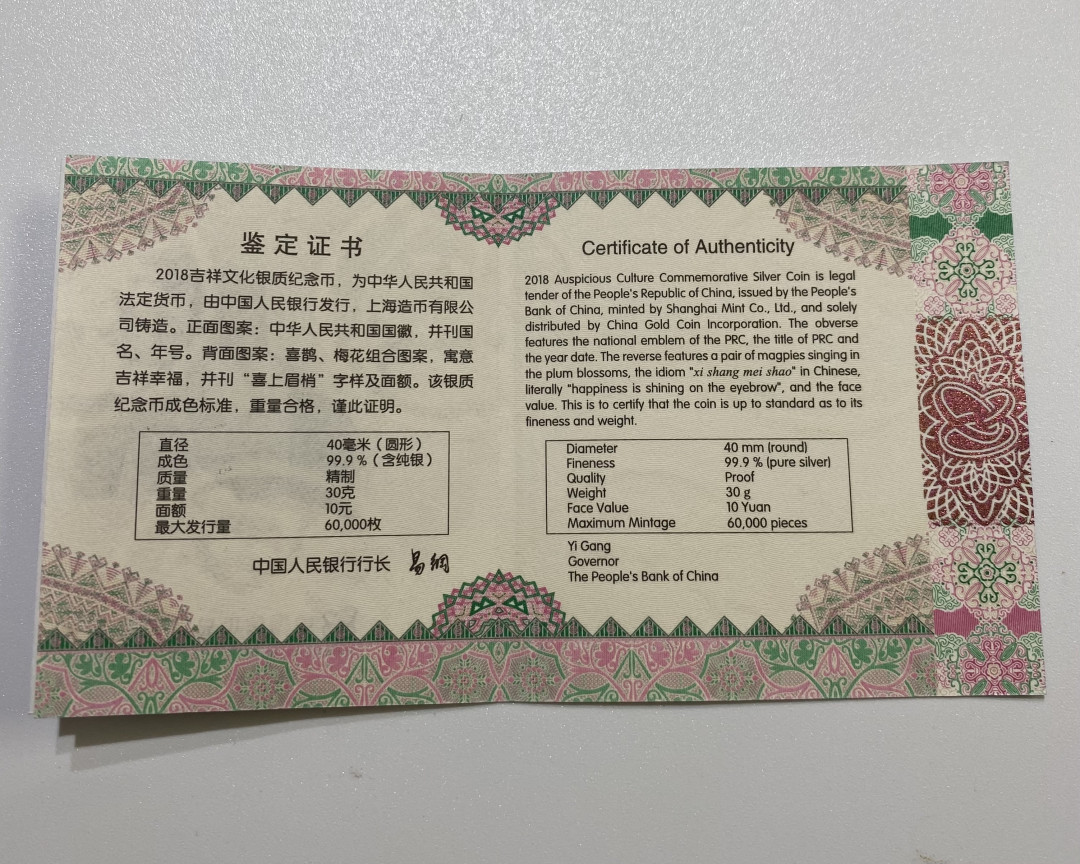 鉴定证书
2018吉祥文化银质纪念币，为中华人民共和国
法定货币，由中国人民银行发行，上海造币有限公
司铸造。正面图案：中华人民共和国国徽，并刊国
名、年号。背面图案：喜鹊、梅花组合图案，寓意
吉祥幸福，并刊“喜上眉梢”字样及面额。该银质
纪念币成色标准，重量合格，谨此证明。
直径 40毫米（圆形）
成色 99.9％（含纯银）
质量 精制
重量 30克
面额 10元
最大发行量 60,000枚
中国人民银行行长 易纲
Certificate of Authenticity
2018 Auspicious Culture Commemorative Silver Coin is legal
tender of the People's Republic of China, issued by the People's
Bank of China, minted by Shanghai Mint Co., Ltd., and solely
distributed by China Gold Coin Incorporation. The obverse
features the national emblem of the PRC, the title of PRC and
the year date. The reverse features a pair of magpies singing in
the plum blossoms, the idiom "xi shang mei shao" in Chinese,
literally "happiness is shining on the eyebrow", and the face
value. This is to certify that the coin is up to standard as to its
fineness and weight.
Diameter 40 mm (round)
Fineness 99.9 % (pure silver)
Quality Proof
Weight 30 g
Face Value 10 Yuan
Maximum Mintage 60,000 pieces
Yi Gang
Governor
The People's Bank of China